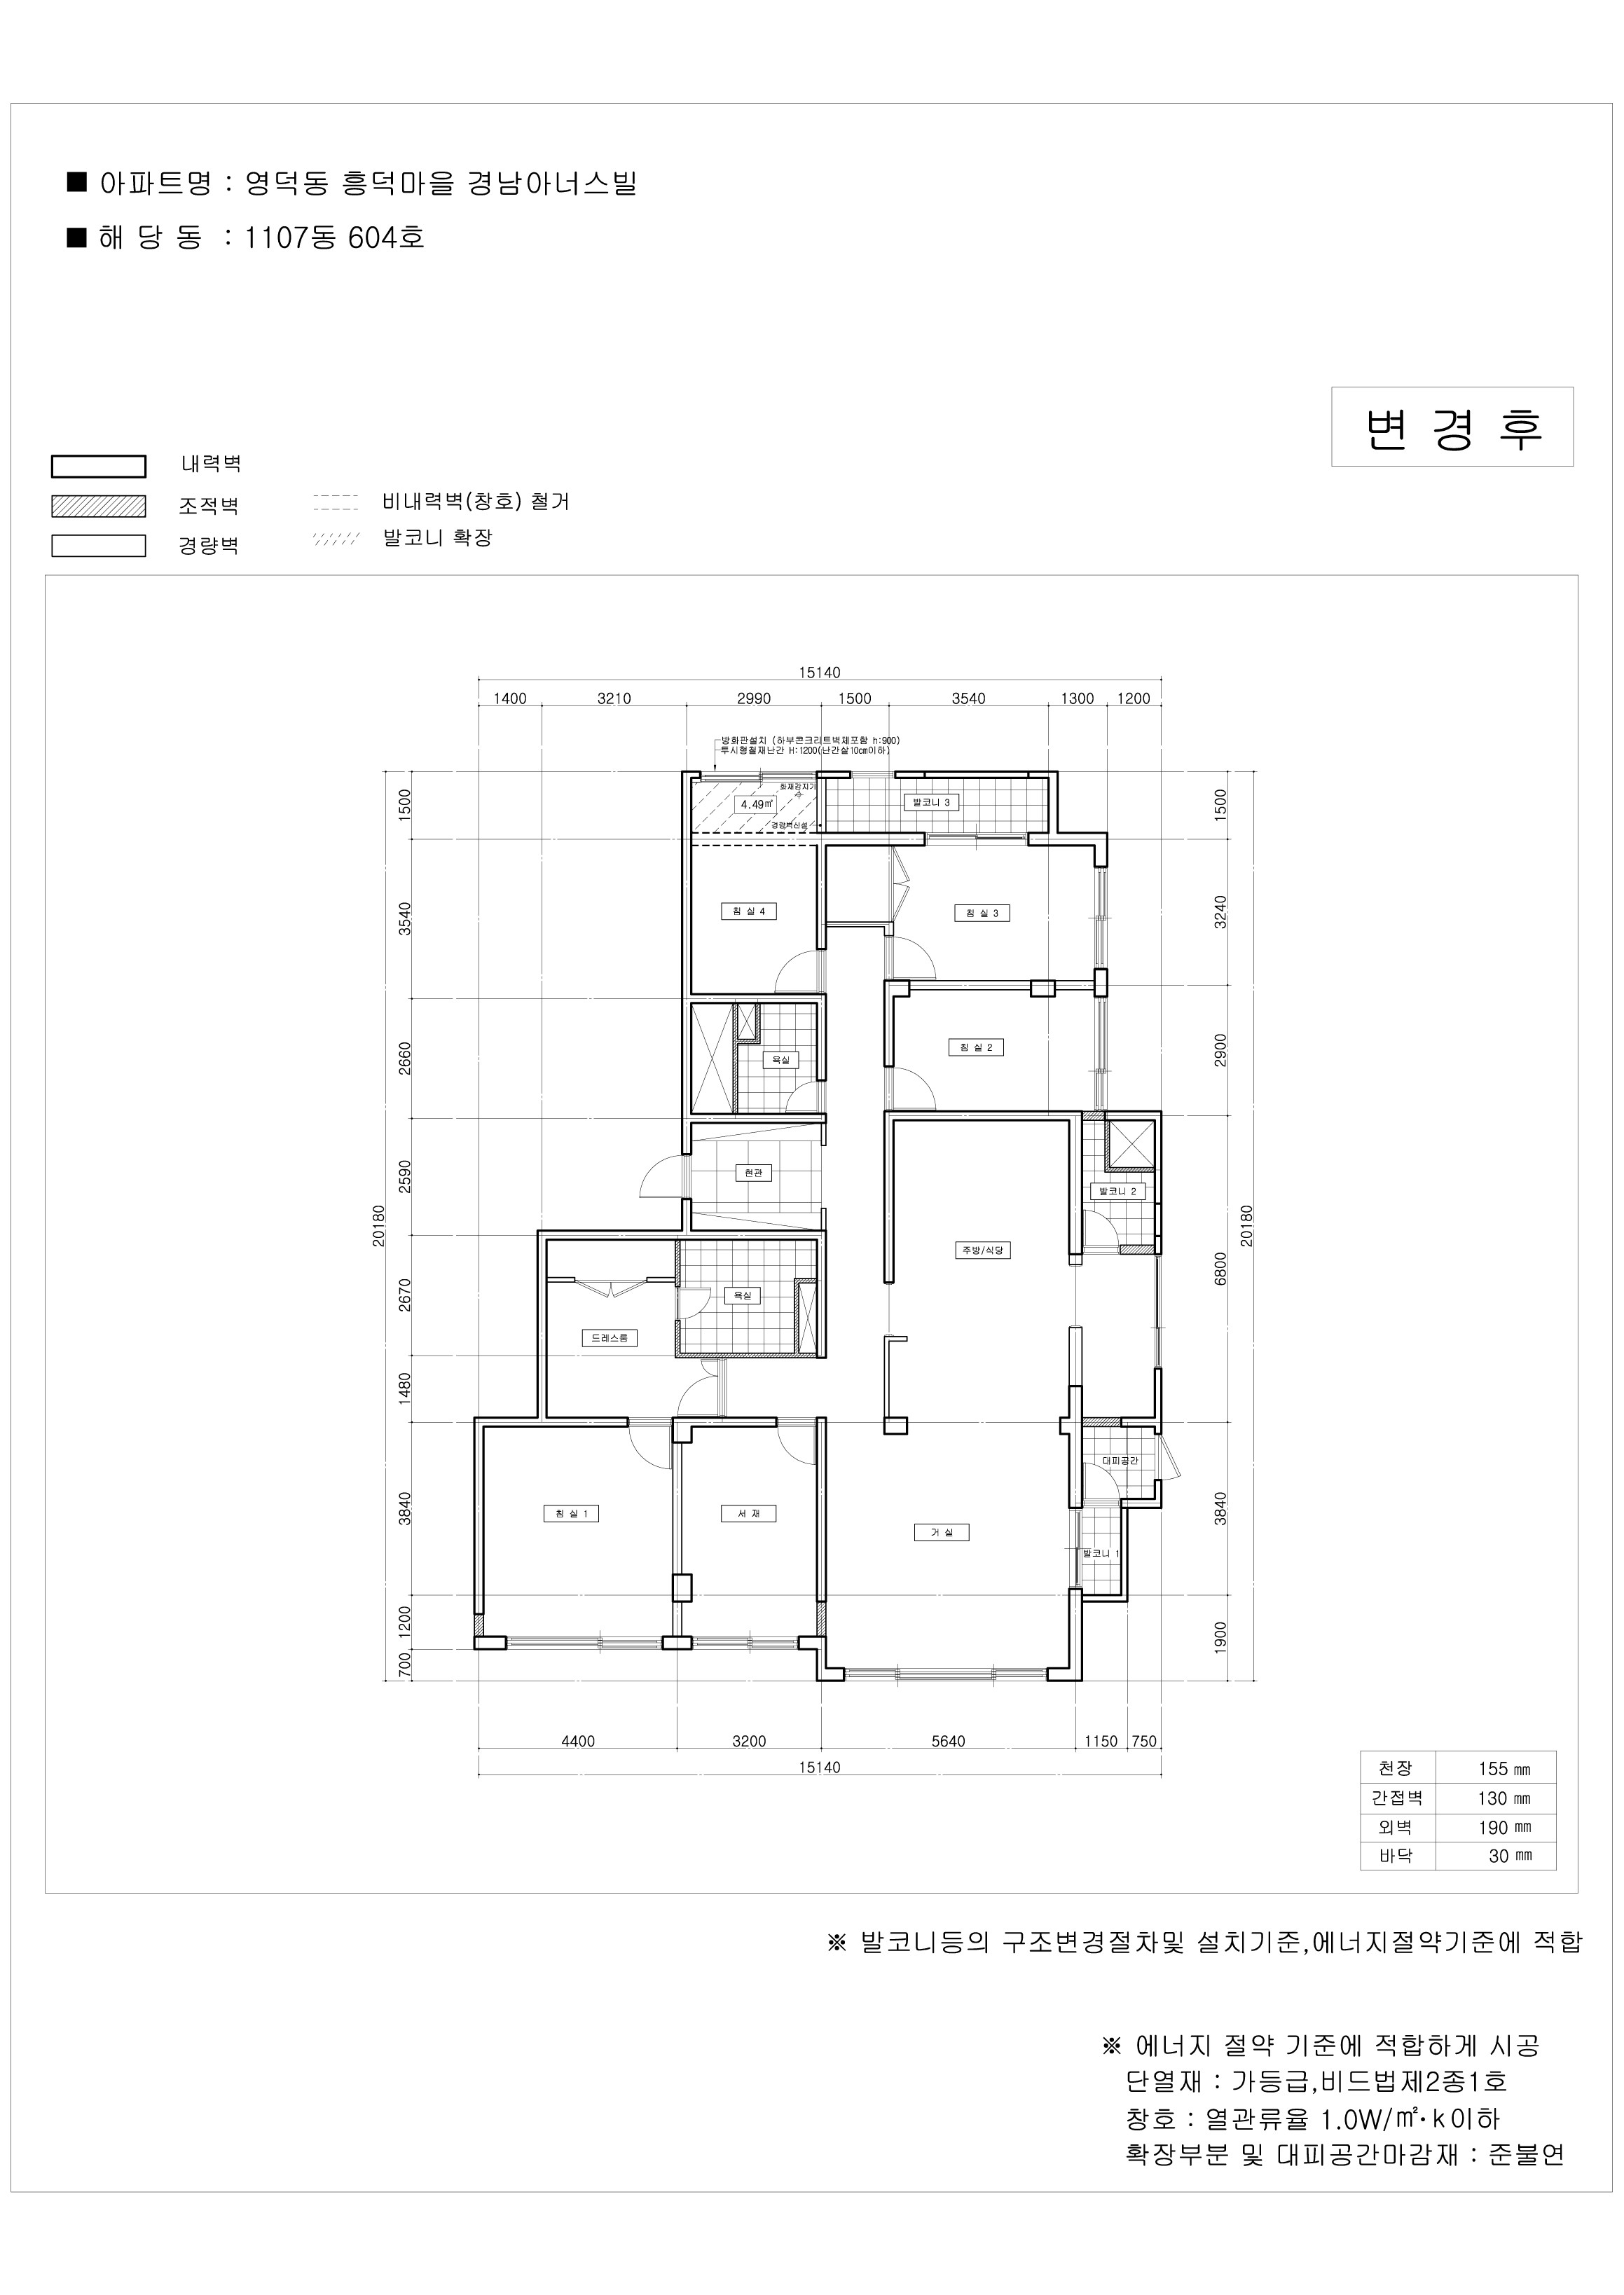 ■ 아파트명 : 영덕동 흥덕마을 경남아너스빌
■ 해 당 동 : 1107동 604호
변 경 후
내력벽
조적벽
경량벽
비내력벽(창호) 철거
발코니 확장
15140
1400 3210 2990 1500 3540 1300 1200
방화판설치 (하부콘크리트벽체포함 h:900)
투시형철재난간 H:1200(난간살10cm이하)
화재감지기
4.49㎡
발코니 3
경량벽신설
1500
3540
2660
2590
2670
1480
3840
1200
700
20180
침 실 4
침 실 3
침 실 2
욕실
현관
발코니 2
주방/식당
욕실
드레스룸
대피공간
침 실 1
서 재
거 실
발코니 1
1500
3240
2900
6800
3840
1900
20180
4400 3200 5640 1150 750
15140
천장 155 ㎜
간접벽 130 ㎜
외벽 190 ㎜
바닥 30 ㎜
※ 발코니등의 구조변경절차및 설치기준,에너지절약기준에 적합
※ 에너지 절약 기준에 적합하게 시공
단열재 : 가등급,비드법제2종1호
창호 : 열관류율 1.0W/㎡·k이하
확장부분 및 대피공간마감재 : 준불연